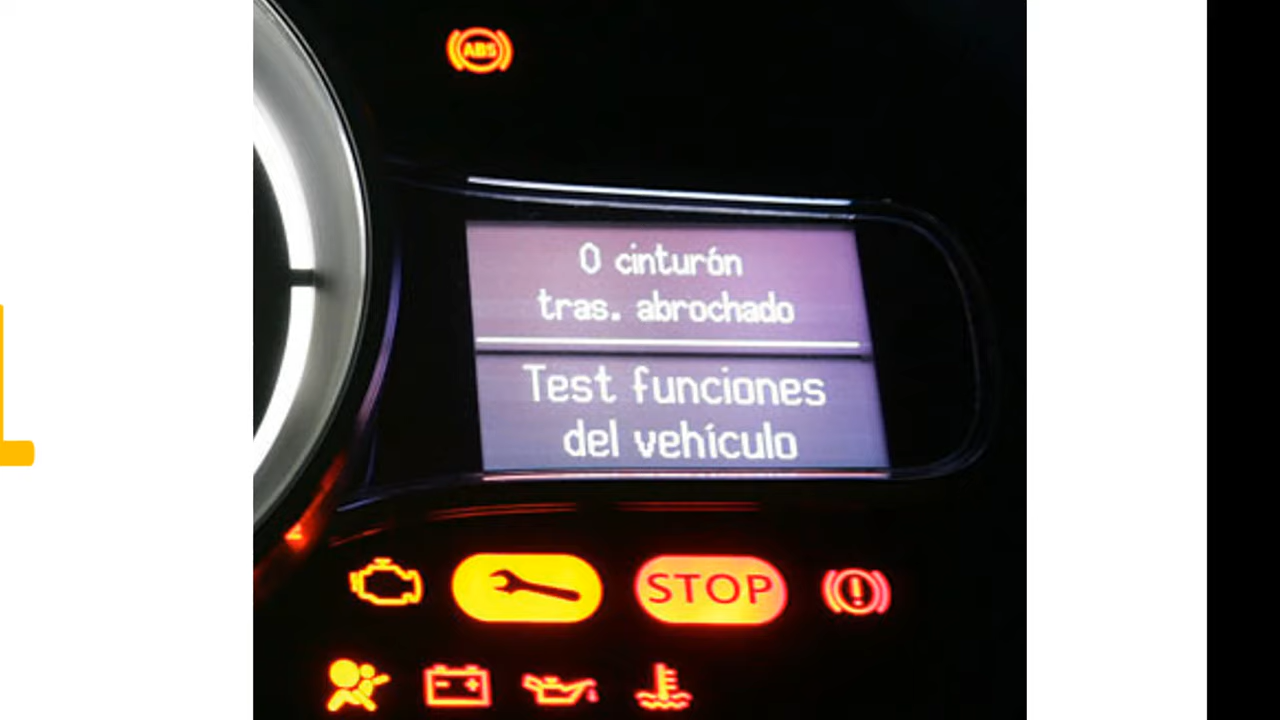 ABS
0 cinturón
tras. abrochado
Test funciones
del vehículo
STOP